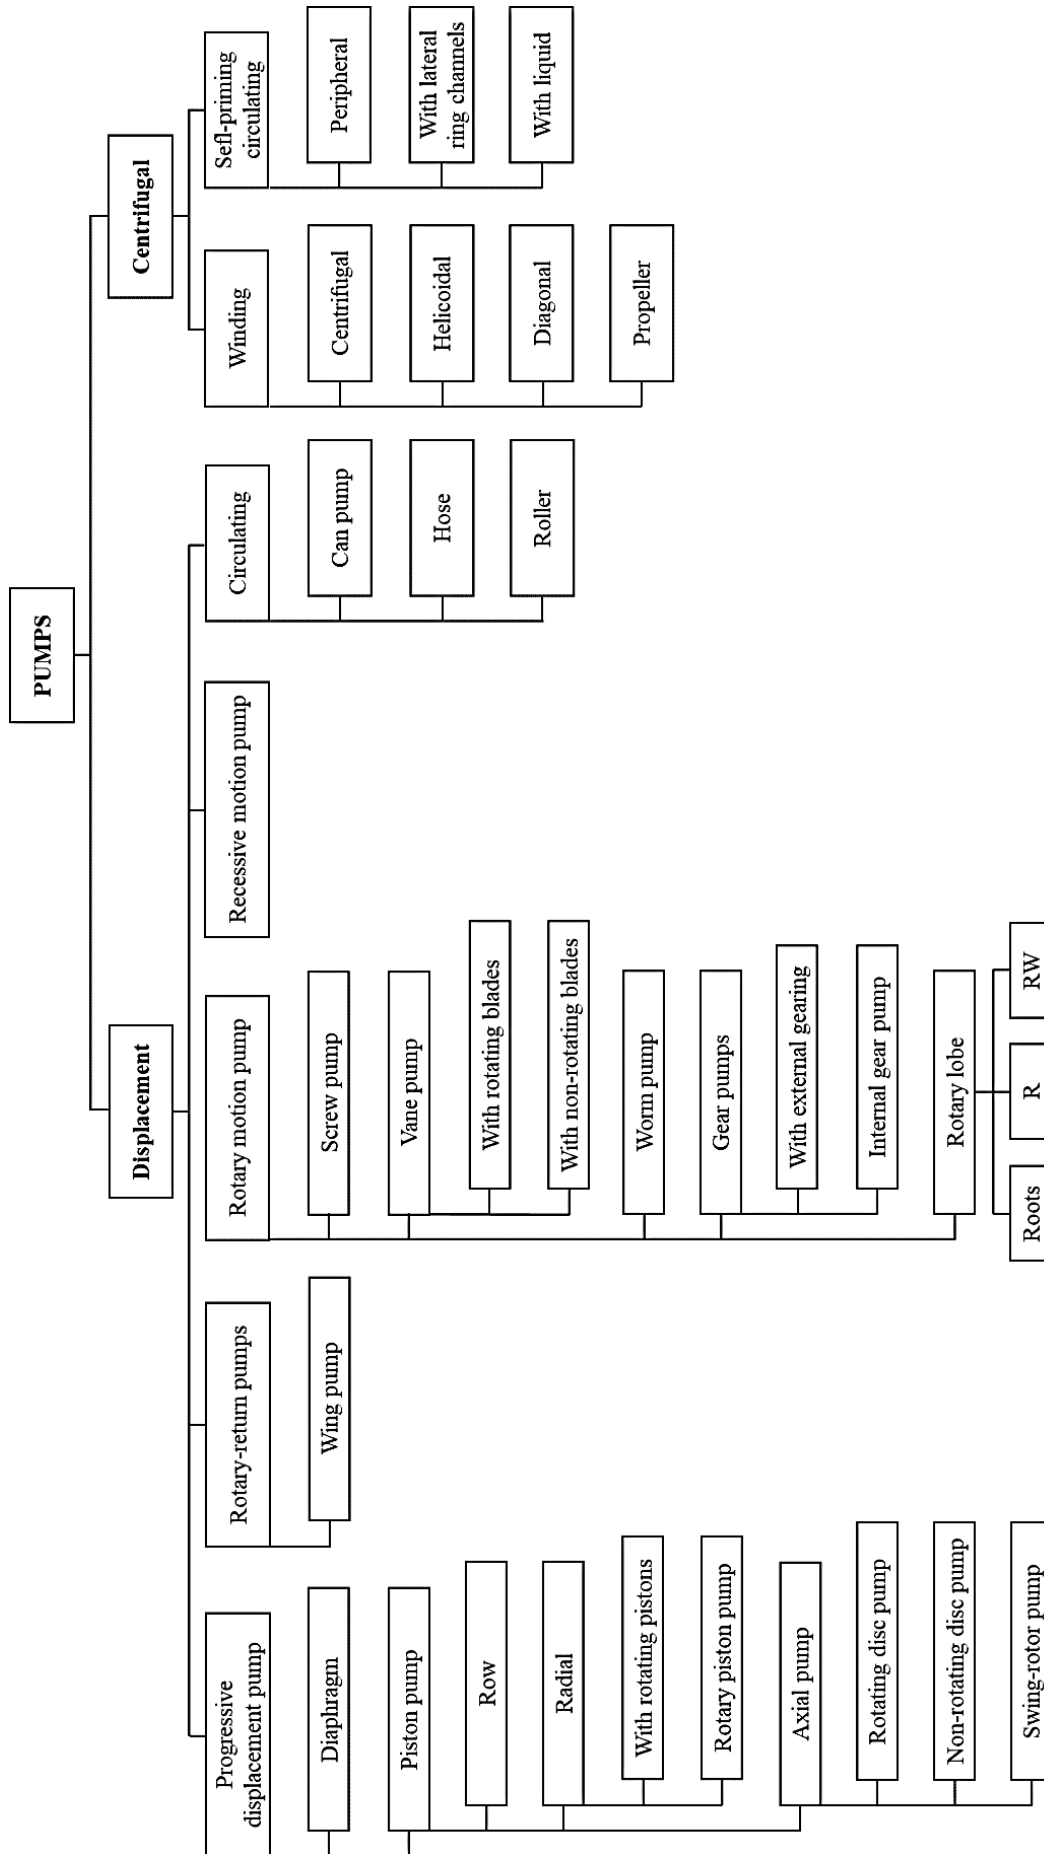 PUMPS
Displacement
Centrifugal
Progressive
displacement pump
Rotary-return pumps
Rotary motion pump
Recessive motion pump
Circulating
Winding
Sefl-priming
circulating
Diaphragm
Piston pump
Row
Radial
With rotating pistons
Rotary piston pump
Axial pump
Rotating disc pump
Non-rotating disc pump
Swing-rotor pump
Wing pump
Screw pump
Vane pump
With rotating blades
With non-rotating blades
Worm pump
Gear pumps
With external gearing
Internal gear pump
Rotary lobe
Roots
R
RW
Can pump
Hose
Roller
Centrifugal
Helicoidal
Diagonal
Propeller
Peripheral
With lateral
ring channels
With liquid